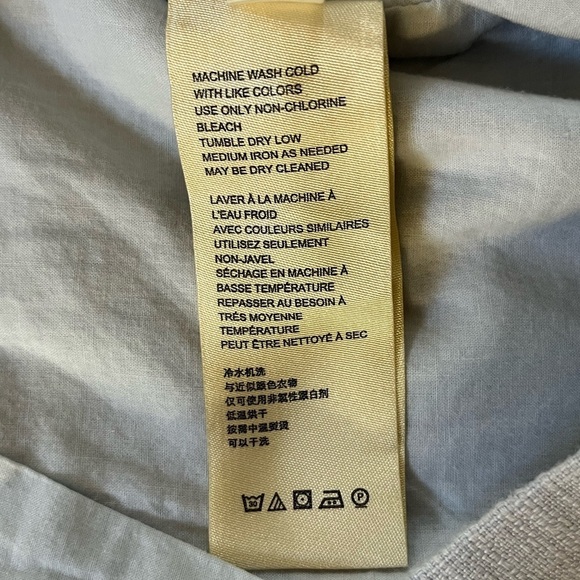 MACHINE WASH COLD
WITH LIKE COLORS
USE ONLY NON-CHLORINE
BLEACH
TUMBLE DRY LOW
MEDIUM IRON AS NEEDED
MAY BE DRY CLEANED
LAVER À LA MACHINE À
L'EAU FROID
AVEC COULEURS SIMILAIRES
UTILISEZ SEULEMENT
NON-JAVEL
SÉCHAGE EN MACHINE À
BASSE TEMPÉRATURE
REPASSER AU BESOIN À
TRÈS MOYENNE
TEMPÉRATURE
PEUT ÊTRE NETTOYÉ À SEC
冷水机洗
与近似颜色衣物
仅可使用非氯性漂白剂
低温烘干
按需中温熨烫
可以干洗
30
P